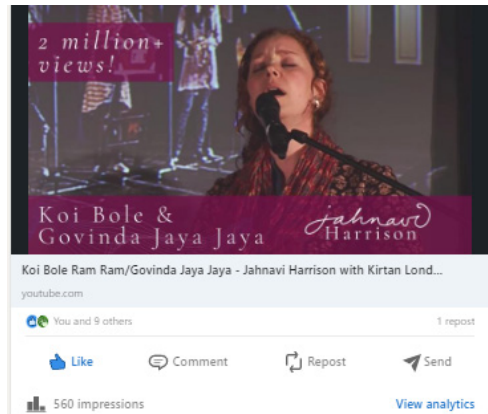 2 million+
views!
Koi Bole &
Govinda Jaya Jaya
jahnavi
Harrison
Koi Bole Ram Ram/Govinda Jaya Jaya - Jahnavi Harrison with Kirtan Lond...
youtube.com
You and 9 others
1 repost
Like
Comment
Repost
Send
560 impressions
View analytics